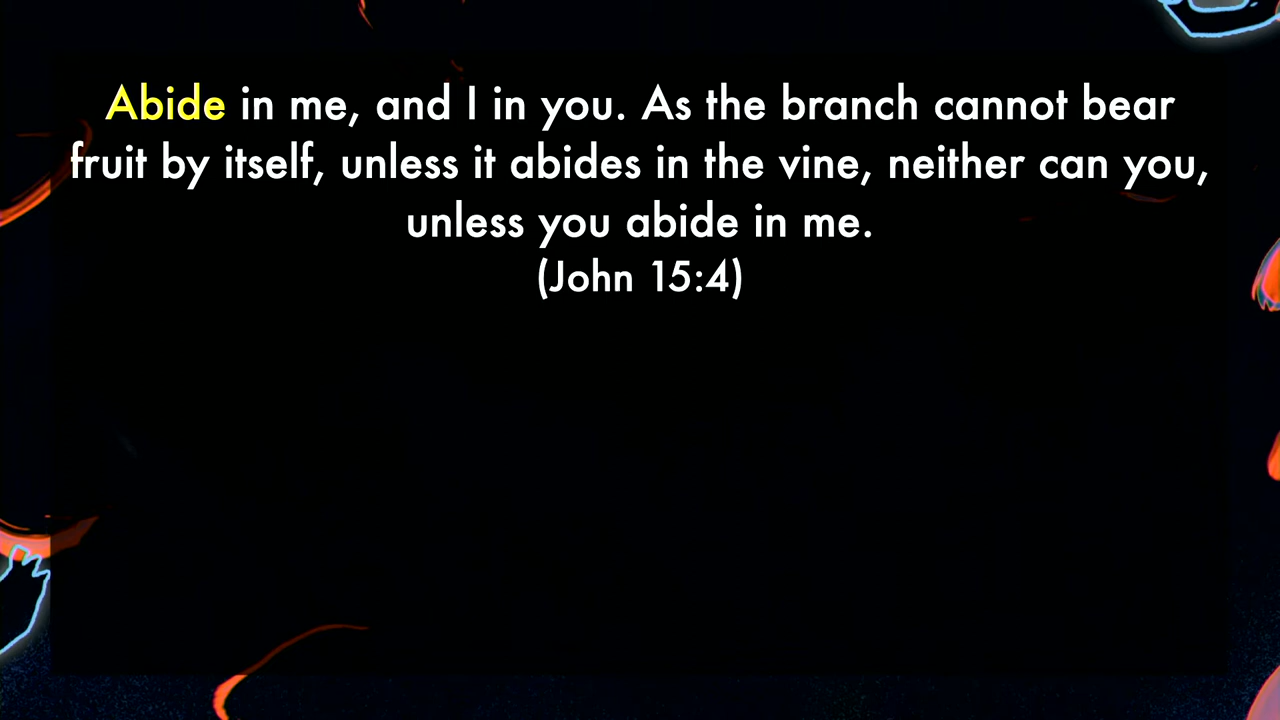 Abide in me, and I in you. As the branch cannot bear
fruit by itself, unless it abides in the vine, neither can you,
unless you abide in me.
(John 15:4)